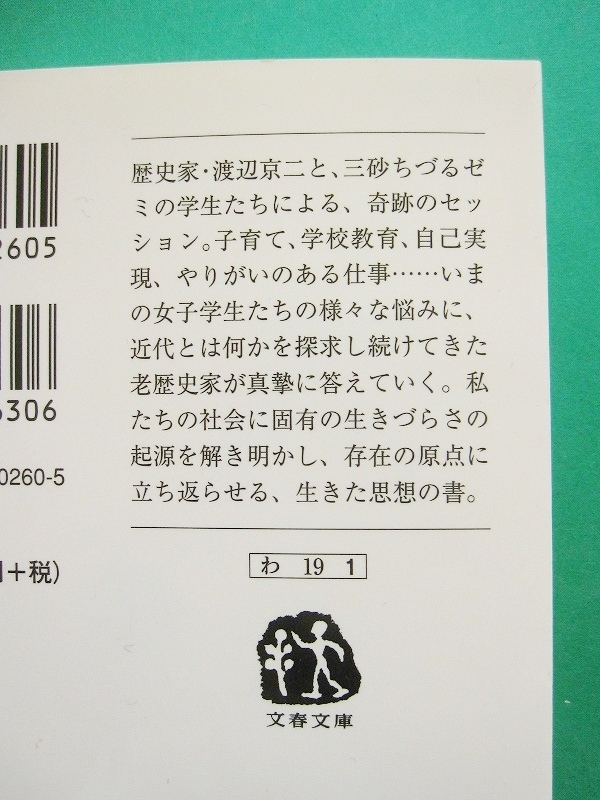 歴史家・渡辺京二と、三砂ちづるゼ
ミの学生たちによる、奇跡のセッ
ション。子育て、学校教育、自己実
現、やりがいのある仕事……いま
の女子学生たちの様々な悩みに、
近代とは何かを探求し続けてきた
老歴史家が真摯に答えていく。私
たちの社会に固有の生きづらさの
起源を解き明かし、存在の原点に
立ち返らせる、生きた思想の書。
2605
6306
0260-5
+税)
わ 19 1
文春文庫